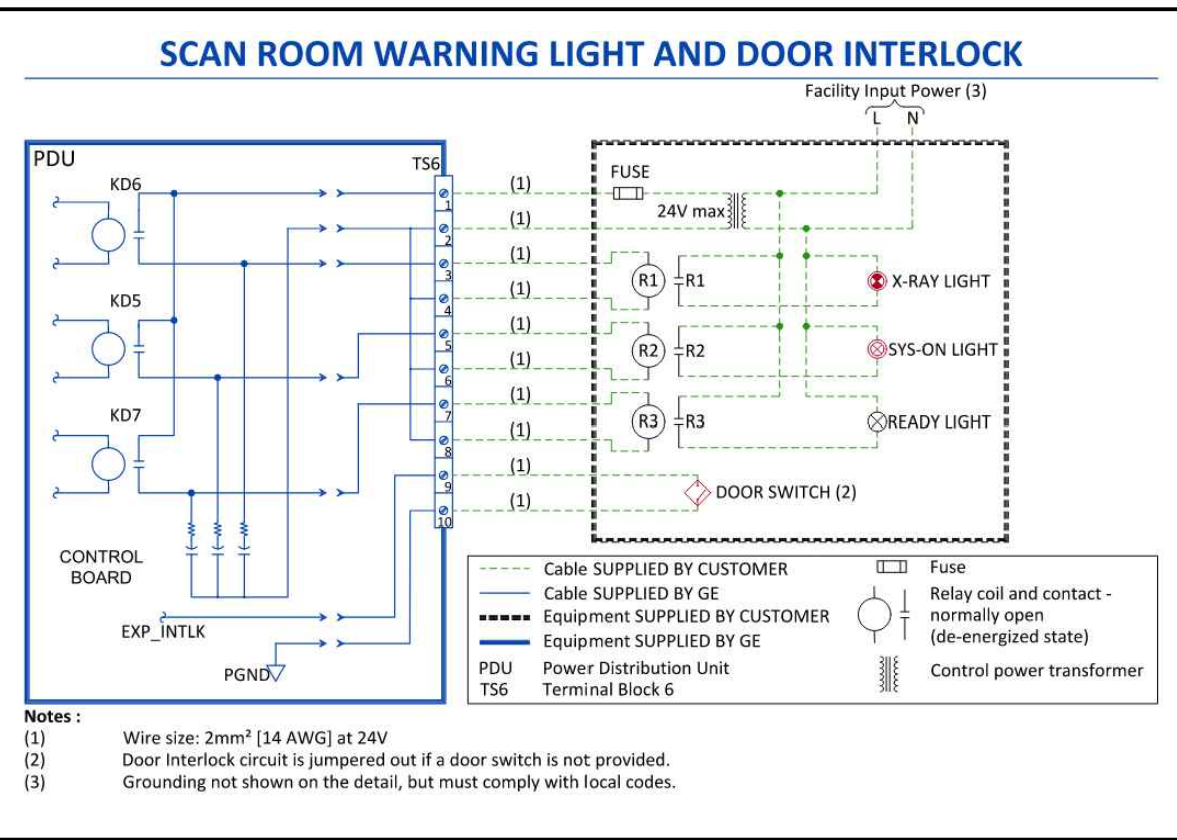 SCAN ROOM WARNING LIGHT AND DOOR INTERLOCK
Facility Input Power (3)
L N
PDU
TS6
KD6
KD5
KD7
1
2
3
4
5
6
7
8
9
10
(1)
(1)
(1)
(1)
(1)
(1)
(1)
(1)
(1)
(1)
FUSE
24V max
R1 R1 X-RAY LIGHT
R2 R2 SYS-ON LIGHT
R3 R3 READY LIGHT
DOOR SWITCH (2)
CONTROL
BOARD
EXP_INTLK
PGND
Cable SUPPLIED BY CUSTOMER
Cable SUPPLIED BY GE
Equipment SUPPLIED BY CUSTOMER
Equipment SUPPLIED BY GE
PDU Power Distribution Unit
TS6 Terminal Block 6
Fuse
Relay coil and contact -
normally open
(de-energized state)
Control power transformer
Notes :
(1) Wire size: 2mm² [14 AWG] at 24V
(2) Door Interlock circuit is jumpered out if a door switch is not provided.
(3) Grounding not shown on the detail, but must comply with local codes.